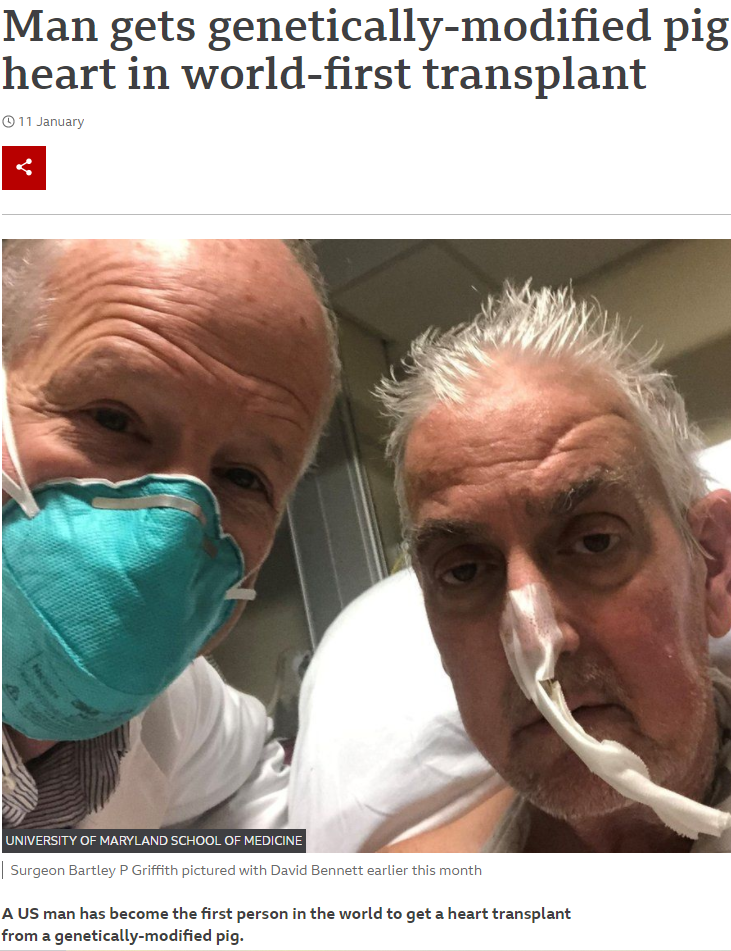 Man gets genetically-modified pig
heart in world-first transplant
11 January
UNIVERSITY OF MARYLAND SCHOOL OF MEDICINE
Surgeon Bartley P Griffith pictured with David Bennett earlier this month
A US man has become the first person in the world to get a heart transplant
from a genetically-modified pig.